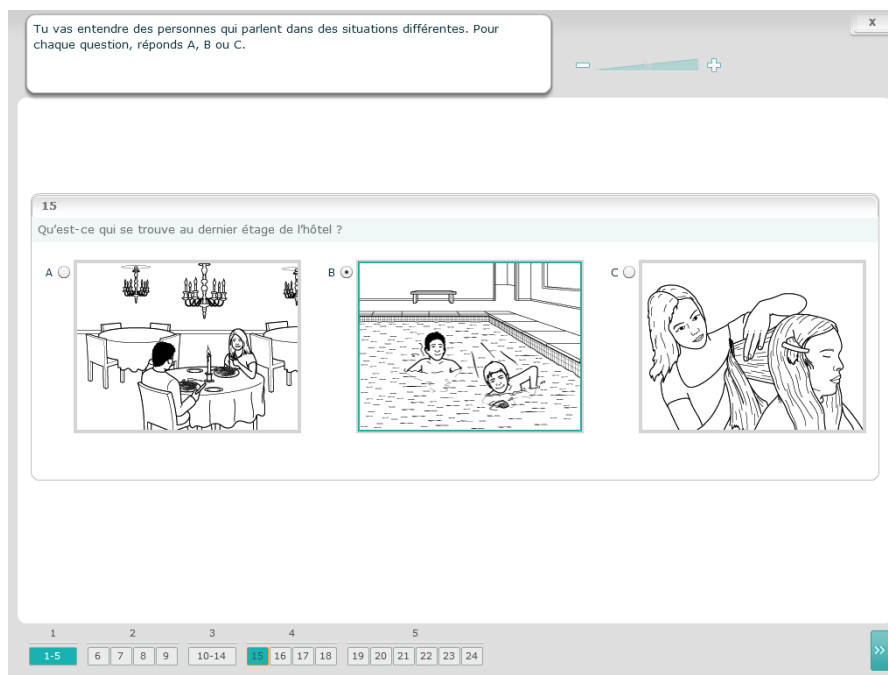 Tu vas entendre des personnes qui parlent dans des situations différentes. Pour
chaque question, réponds A, B ou C.
X
15
Qu'est-ce qui se trouve au dernier étage de l'hôtel ?
A B C
1 2 3 4 5
1-5 6 7 8 9 10-14 15 16 17 18 19 20 21 22 23 24